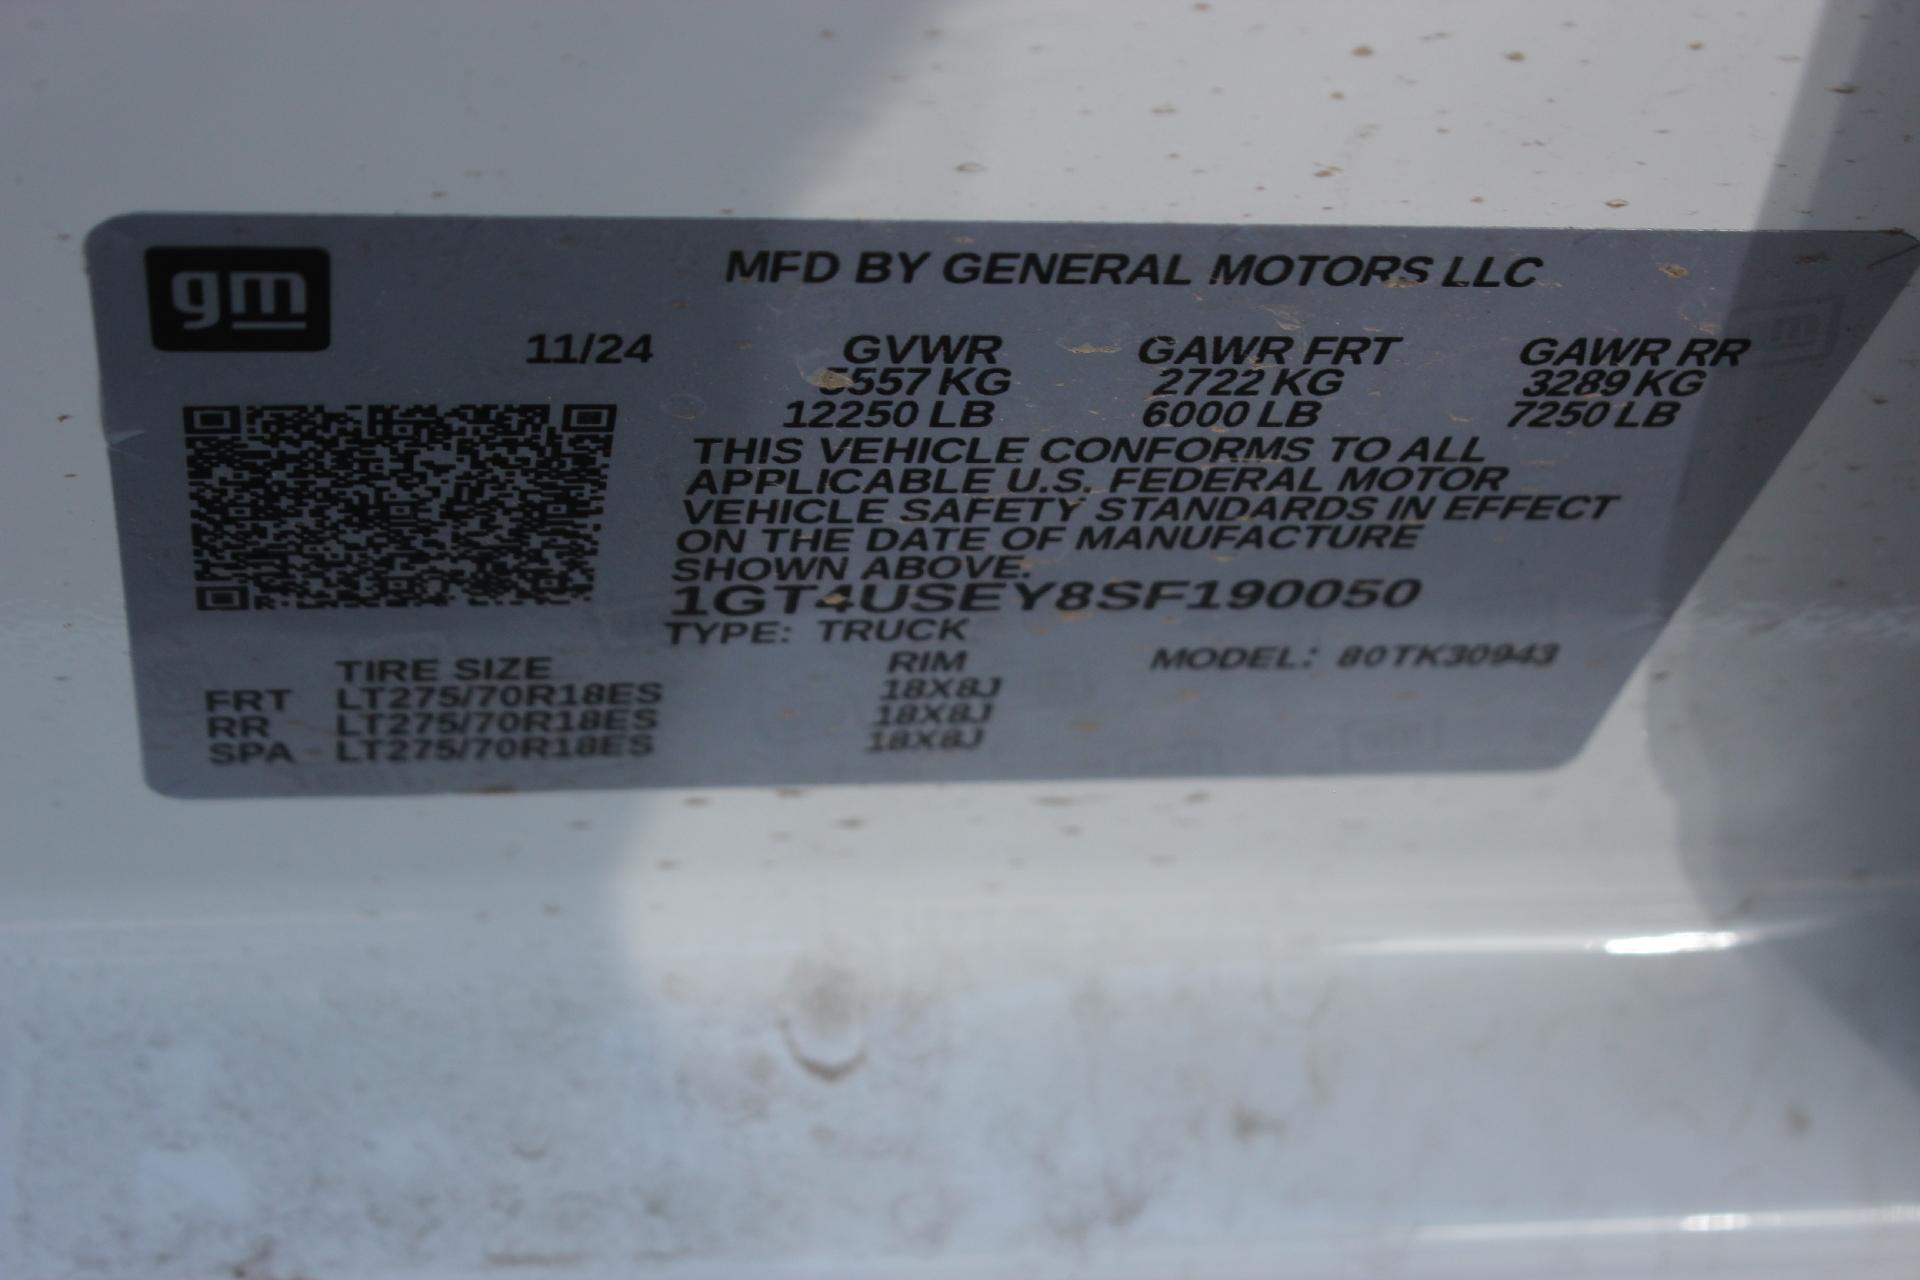 gm
MFD BY GENERAL MOTORS LLC
11/24 GVWR GAWR FRT GAWR RR
5557 KG 2722 KG 3289 KG
12250 LB 6000 LB 7250 LB
THIS VEHICLE CONFORMS TO ALL
APPLICABLE U.S. FEDERAL MOTOR
VEHICLE SAFETY STANDARDS IN EFFECT
ON THE DATE OF MANUFACTURE
SHOWN ABOVE.
1GT4USEY8SF190050
TYPE: TRUCK
TIRE SIZE RIM MODEL: 80TK30943
FRT LT275/70R18ES 18X8J
RR LT275/70R18ES 18X8J
SPA LT275/70R18ES 18X8J